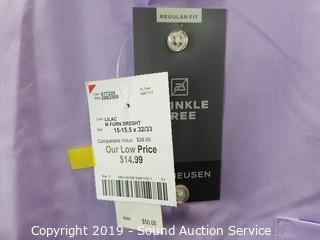 REGULAR FIT
INKLE
REE
HEUSEN
LILAC
M FURN DRESHT
15-15.5 x 32/33
Comparable Value $28.00
Our Low Price
$14.99
MSRP
$50.00
Copyright 2019 - Sound Auction Service